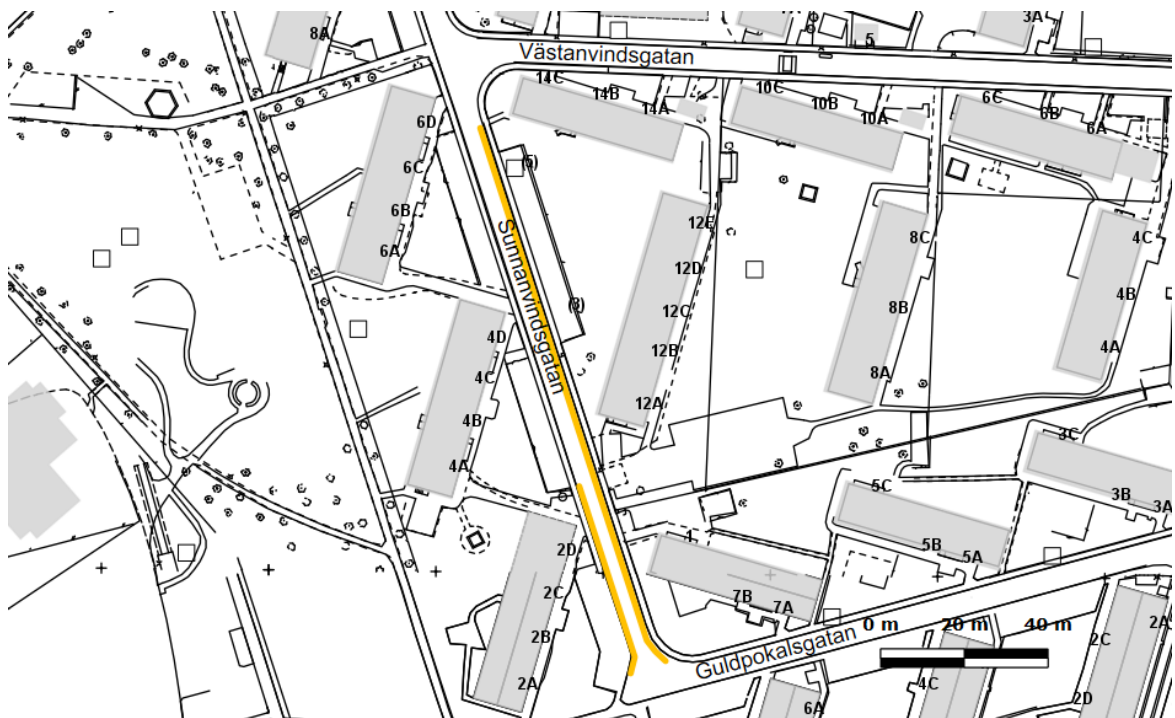 8A
3A
5
Västanvindsgatan
14C
14B
14A
10C
10B
10A
6C
6B
6A
6D
6C
6B
6A
(5)
(3)
Sunnanvindsgatan
12E
12D
12C
12B
12A
8C
8B
8A
4C
4B
4A
4D
4C
4B
4A
3C
3B
3A
5C
5B
5A
1
7B
7A
2D
2C
2B
2A
0 m
20 m
40 m
Guldpokalsgatan
4C
6A
2C
2A
2D